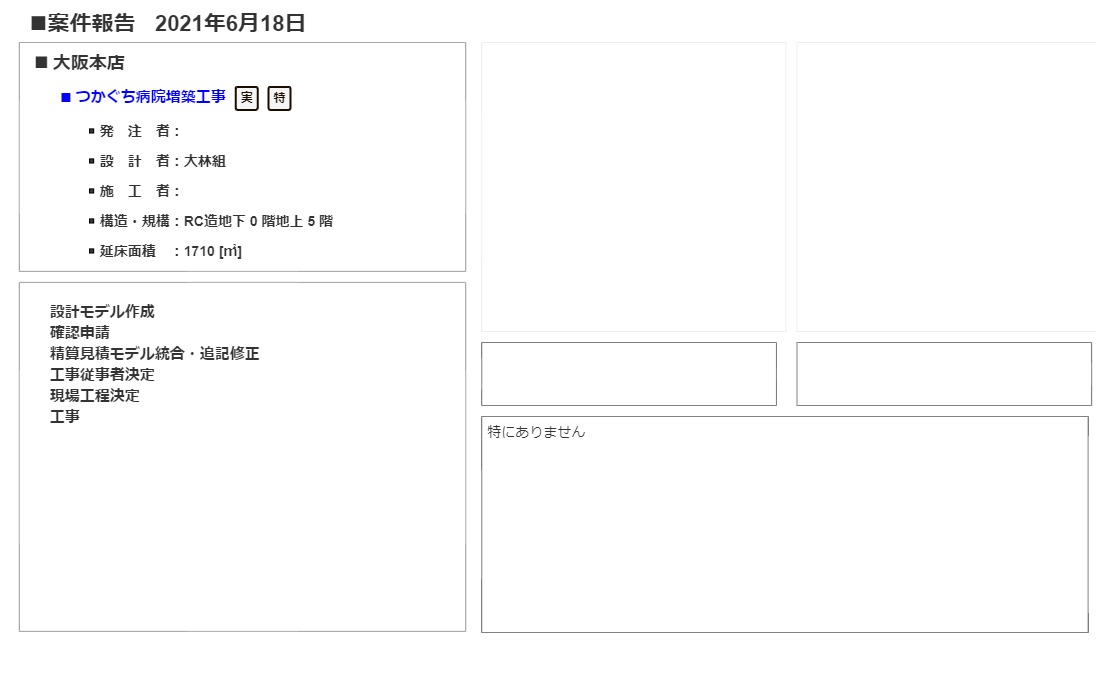 ■案件報告　2021年6月18日
■ 大阪本店
■ つかぐち病院増築工事 実 特
▪ 発　注　者：
▪ 設　計　者：大林組
▪ 施　工　者：
▪ 構造・規構：RC造地下 0 階地上 5 階
▪ 延床面積　：1710 [㎡]
設計モデル作成
確認申請
精算見積モデル統合・追記修正
工事従事者決定
現場工程決定
工事
特にありません